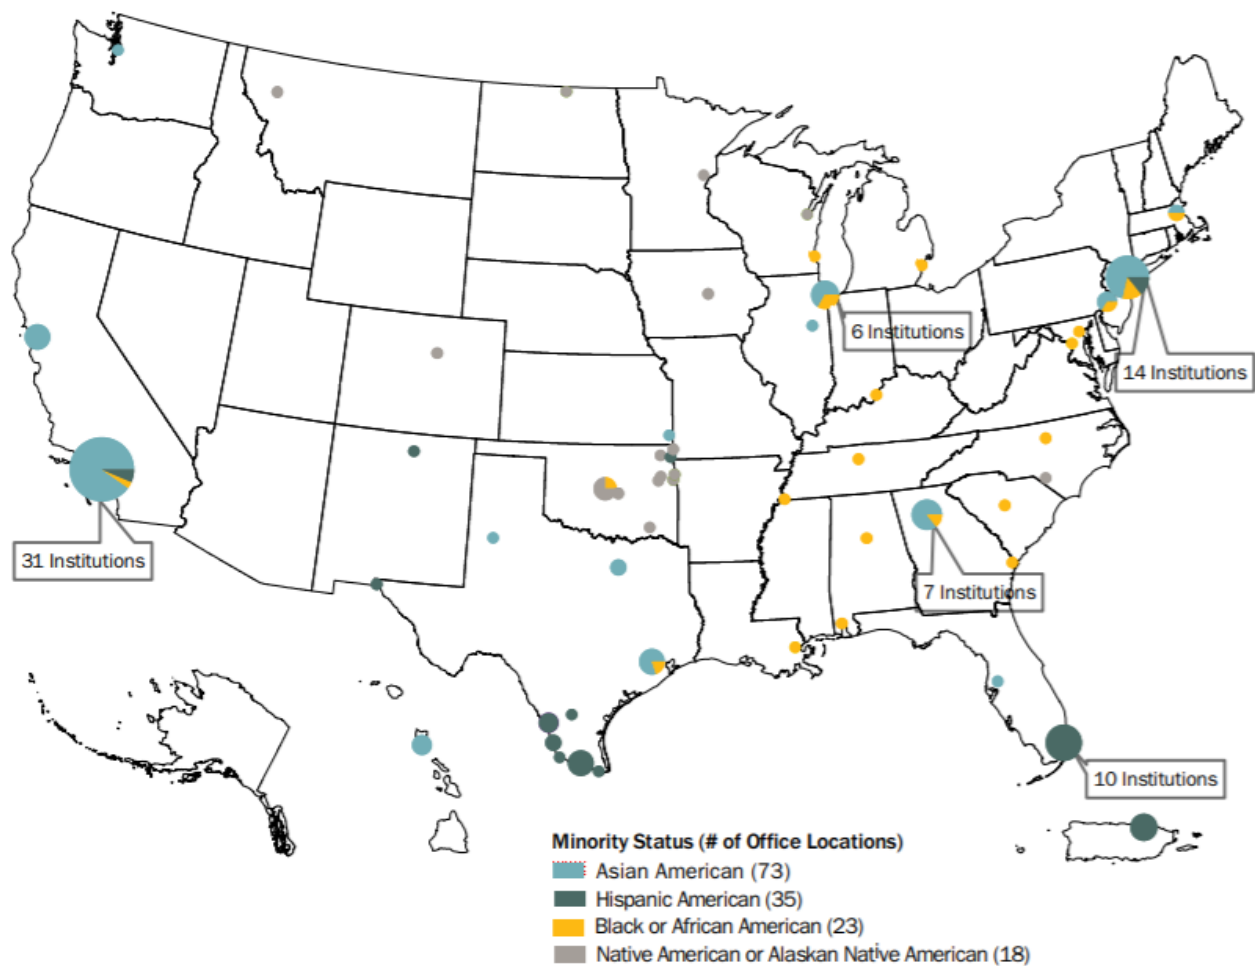 6 Institutions
14 Institutions
31 Institutions
7 Institutions
10 Institutions
Minority Status (# of Office Locations)
Asian American (73)
Hispanic American (35)
Black or African American (23)
Native American or Alaskan Native American (18)